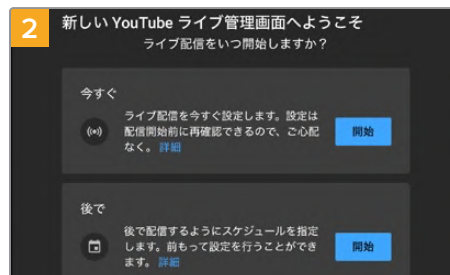 2
新しい YouTube ライブ管理画面へようこそ
ライブ配信をいつ開始しますか？
今すぐ
ライブ配信を今すぐ設定します。設定は
配信開始前に再確認できるので、ご心配
なく。 詳細
開始
後で
後で配信するようにスケジュールを指定
します。前もって設定を行うことができ
ます。 詳細
開始